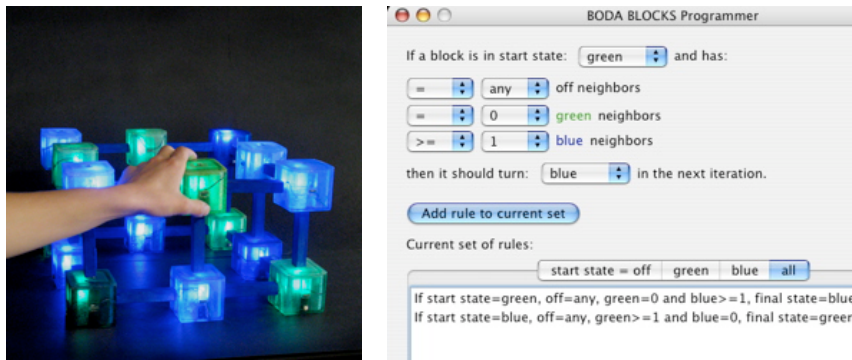 BODA BLOCKS Programmer
If a block is in start state: green and has:
= any off neighbors
= 0 green neighbors
>= 1 blue neighbors
then it should turn: blue in the next iteration.
Add rule to current set
Current set of rules:
start state = off green blue all
If start state=green, off=any, green=0 and blue>=1, final state=blue
If start state=blue, off=any, green>=1 and blue=0, final state=green